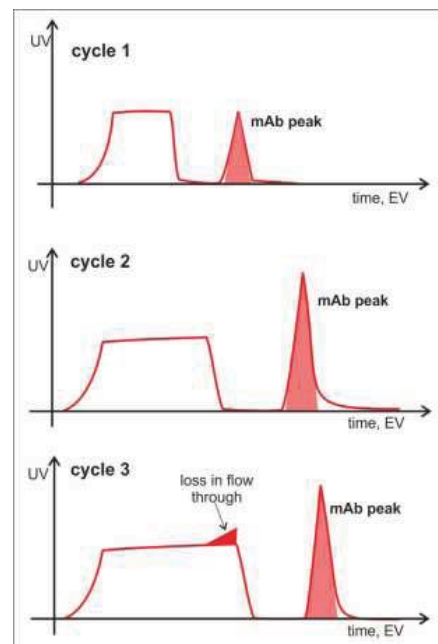 UV
cycle 1
mAb peak
time, EV
UV
cycle 2
mAb peak
time, EV
UV
cycle 3
loss in flow
through
mAb peak
time, EV